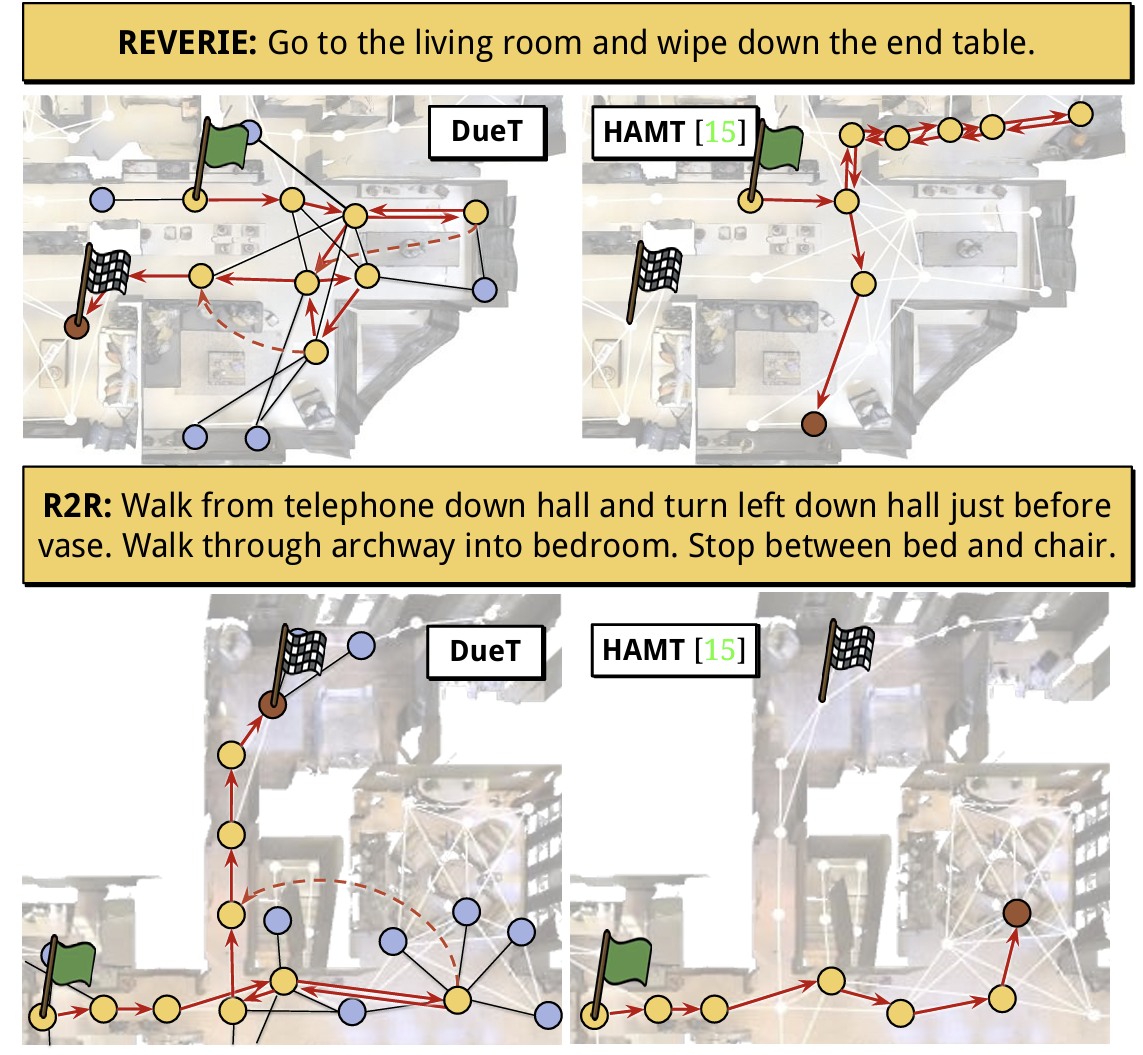 REVERIE: Go to the living room and wipe down the end table.
DueT
HAMT [15]
R2R: Walk from telephone down hall and turn left down hall just before
vase. Walk through archway into bedroom. Stop between bed and chair.
DueT
HAMT [15]